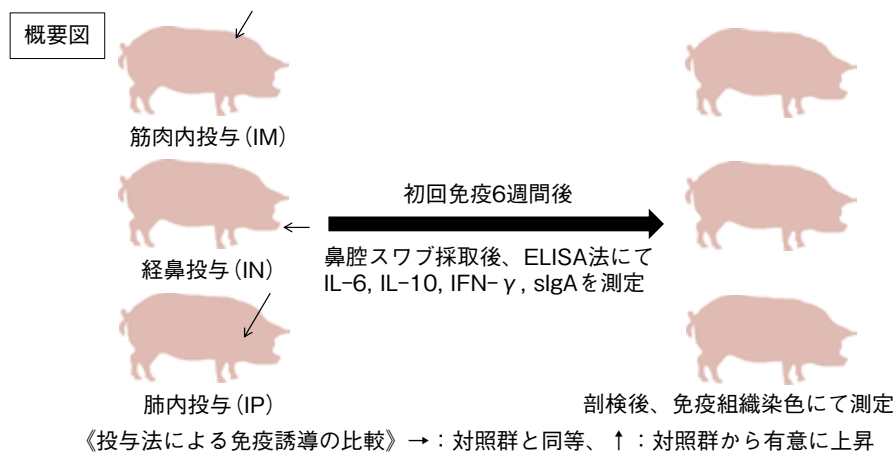 概要図
筋肉内投与(IM)
経鼻投与(IN)
肺内投与(IP)
初回免疫6週間後
鼻腔スワブ採取後、ELISA法にて
IL-6, IL-10, IFN-γ, sIgAを測定
剖検後、免疫組織染色にて測定
《投与法による免疫誘導の比較》→：対照群と同等、↑：対照群から有意に上昇